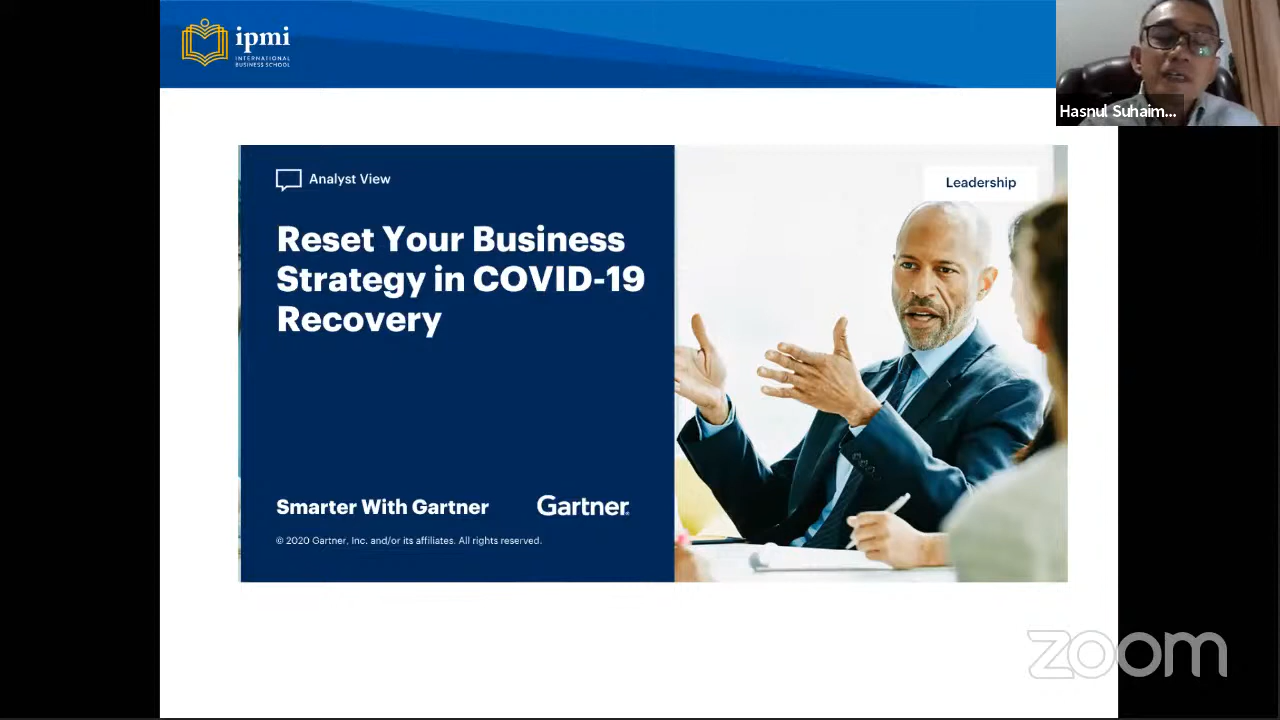 ipmi
INTERNATIONAL
BUSINESS SCHOOL
Hasnul Suhaim...
Analyst View
Leadership
Reset Your Business
Strategy in COVID-19
Recovery
Smarter With Gartner
Gartner
© 2020 Gartner, Inc. and/or its affiliates. All rights reserved.
zoom